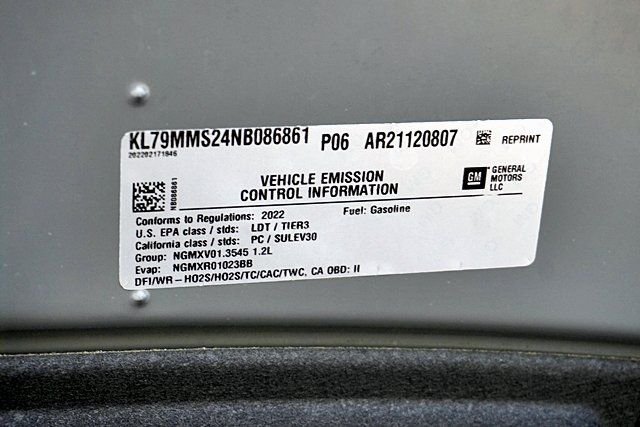 KL79MMS24NB086861 P06 AR21120807 REPRINT
202202171846
NB086861
VEHICLE EMISSION
CONTROL INFORMATION
GM GENERAL
MOTORS
LLC
Conforms to Regulations: 2022 Fuel: Gasoline
U.S. EPA class / stds: LDT / TIER3
California class / stds: PC / SULEV30
Group: NGMXV01.3545 1.2L
Evap: NGMXR01023BB
DFI/WR-HO2S/HO2S/TC/CAC/TWC, CA OBD: II